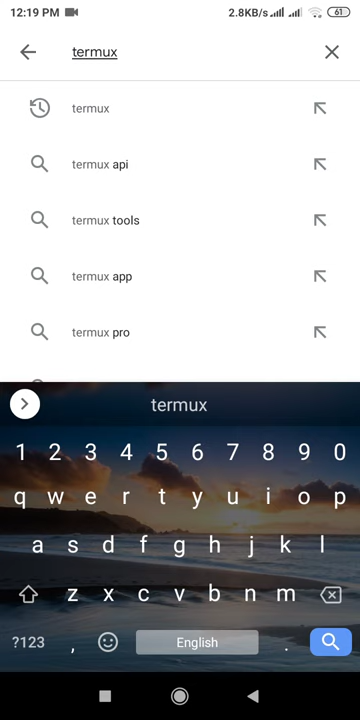 12:19 PM 2.8KB/s 61
termux
termux
termux api
termux tools
termux app
termux pro
termux
1 2 3 4 5 6 7 8 9 0
q w e r t y u i o p
a s d f g h j k l
z x c v b n m
?123 , English .